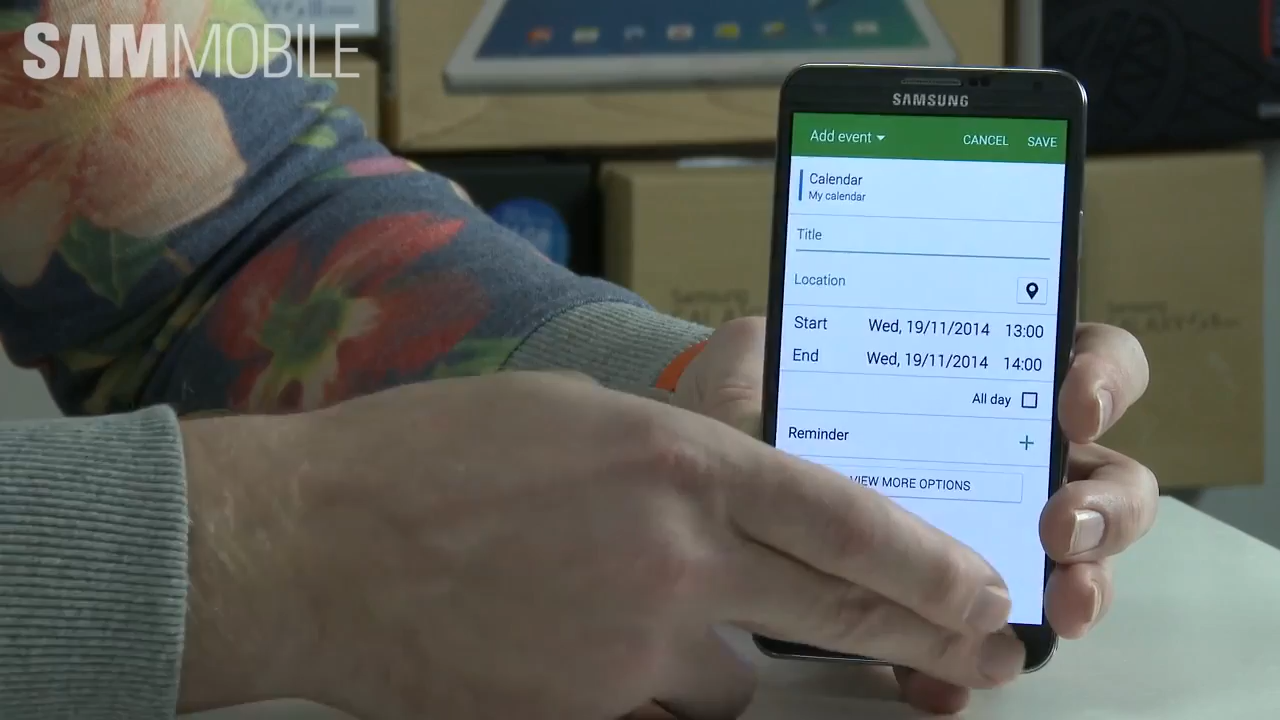 SAMMOBILE
SAMSUNG
Add event CANCEL SAVE
Calendar
My calendar
Title
Location
Start Wed, 19/11/2014 13:00
End Wed, 19/11/2014 14:00
All day
Reminder +
VIEW MORE OPTIONS